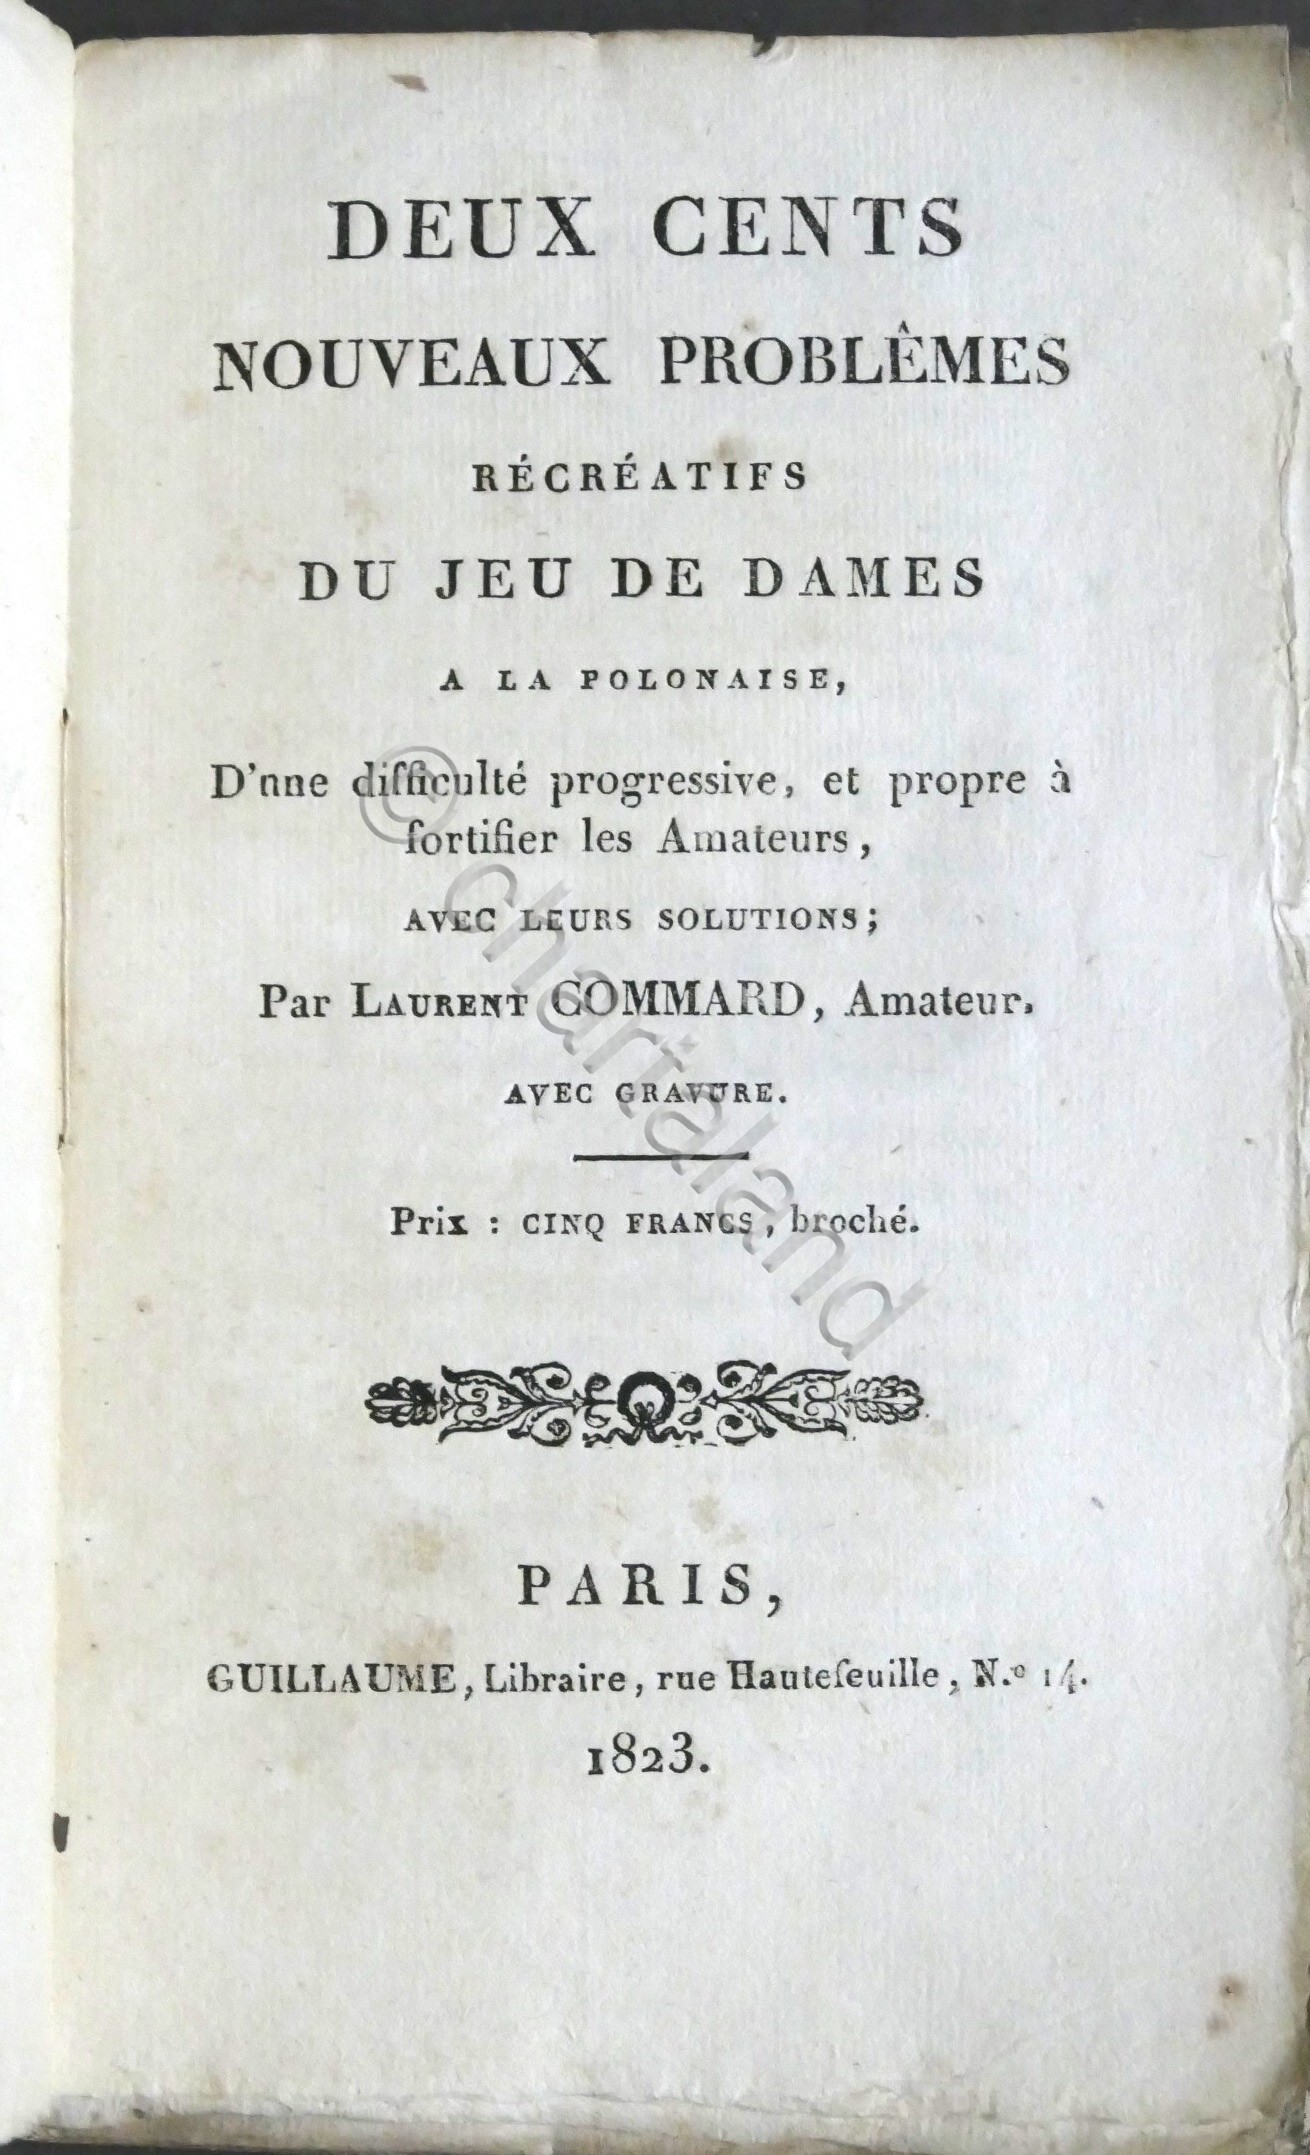 DEUX CENTS
NOUVEAUX PROBLÊMES
RÉCRÉATIFS
DU JEU DE DAMES
A LA POLONAISE,
D'nne difficulté progressive, et propre à
fortifier les Amateurs,
AVEC LEURS SOLUTIONS;
Par LAURENT COMMARD, Amateur.
AVEC GRAVURE.
Prix : CINQ FRANCS, broché.
PARIS,
GUILLAUME, Libraire, rue Hautefeuille, N.º 14.
1823.
© chartaland